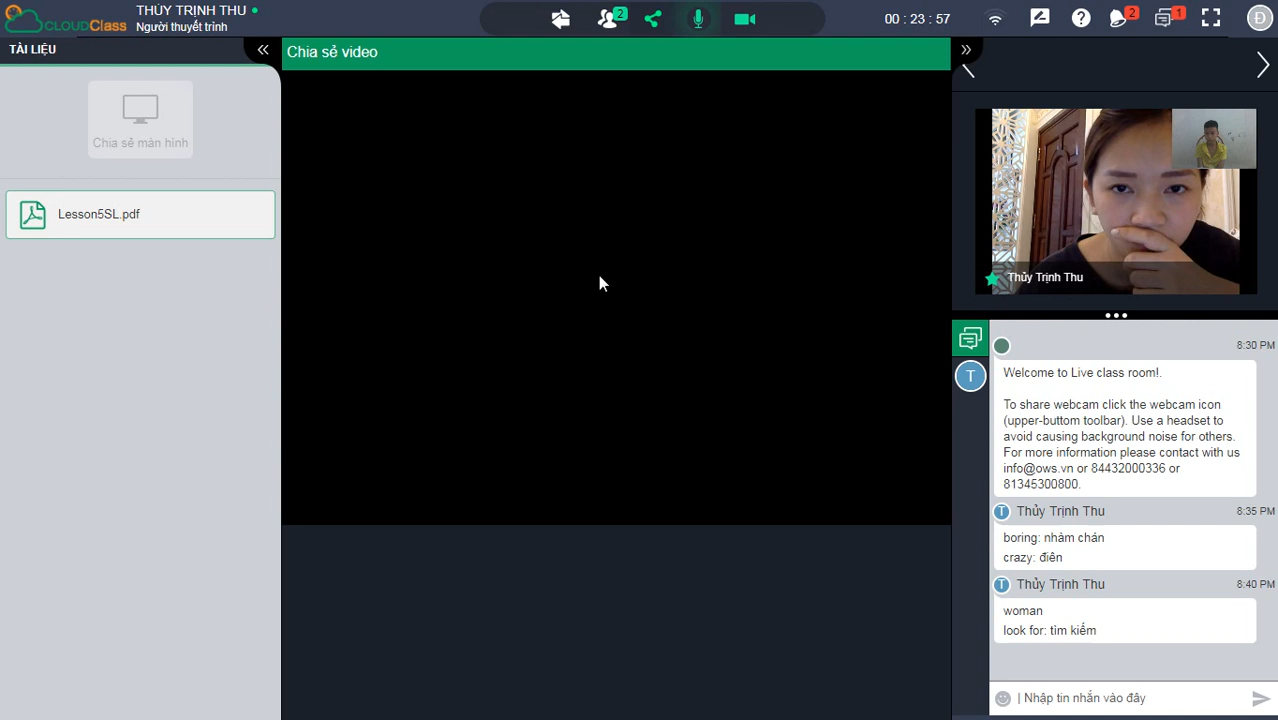 CLOUDClass
THỦY TRỊNH THU
Người thuyết trình
2
00 : 23 : 57
2
1
Đ
TÀI LIỆU
Chia sẻ màn hình
Lesson5SL.pdf
Chia sẻ video
Thủy Trịnh Thu
T
8:30 PM
Welcome to Live class room!.
To share webcam click the webcam icon
(upper-buttom toolbar). Use a headset to
avoid causing background noise for others.
For more information please contact with us
info@ows.vn or 84432000336 or
81345300800.
T Thủy Trịnh Thu 8:35 PM
boring: nhàm chán
crazy: điên
T Thủy Trịnh Thu 8:40 PM
woman
look for: tìm kiếm
Nhập tin nhắn vào đây